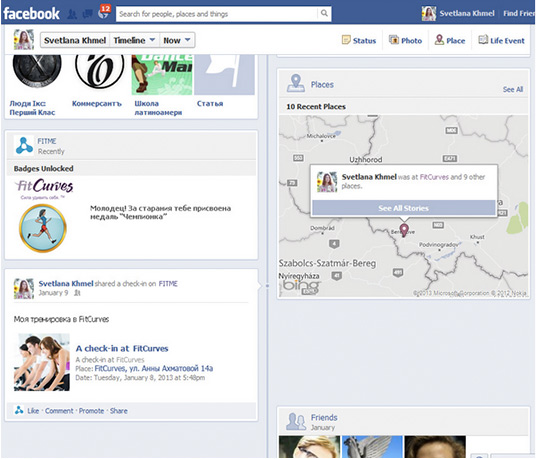 facebook
12
Search for people, places and things
Svetlana Khmel
Find Frien
Svetlana Khmel
Timeline
Now
Status
Photo
Place
Life Event
Люди Ікс:
Перший Клас
Коммерсантъ
Школа
латиноамери
Статья
FITME
Recently
Badges Unlocked
FitCurves
Молодец! За старания тебе присвоена
медаль "Чемпионка"
Svetlana Khmel shared a check-in on FITME
January 9
Моя тренировка в FitCurves
A check-in at FitCurves
A check-in at FitCurves
Place: FitCurves, ул. Анны Ахматовой 14a
Date: Tuesday, January 8, 2013 at 5:48pm
Like · Comment · Promote · Share
Places
See All
10 Recent Places
Michalovce
Uzhhorod
Svetlana Khmel was at FitCurves and 9 other
places.
See All Stories
Dombrád
Podvinogradov
Khust
Szabolcs-Szatmár-Bereg
Nyíregyháza
bing
©2013 Microsoft Corporation © 2012 Nokia
Friends
January